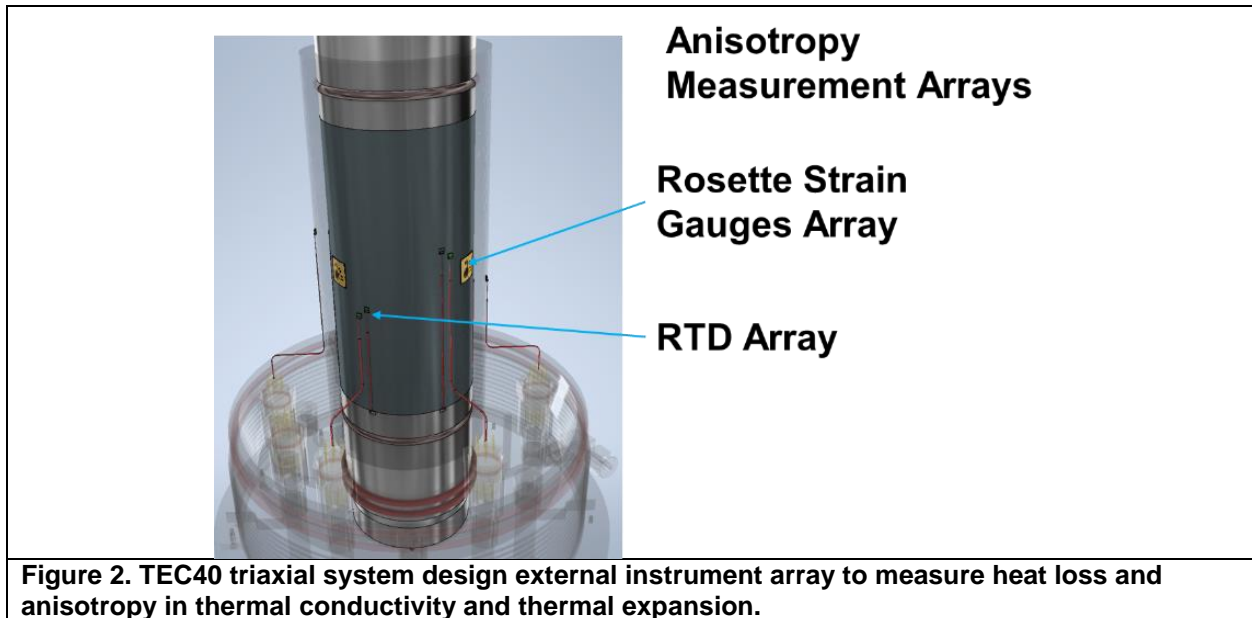 Anisotropy
Measurement Arrays
Rosette Strain
Gauges Array
RTD Array
Figure 2. TEC40 triaxial system design external instrument array to measure heat loss and
anisotropy in thermal conductivity and thermal expansion.